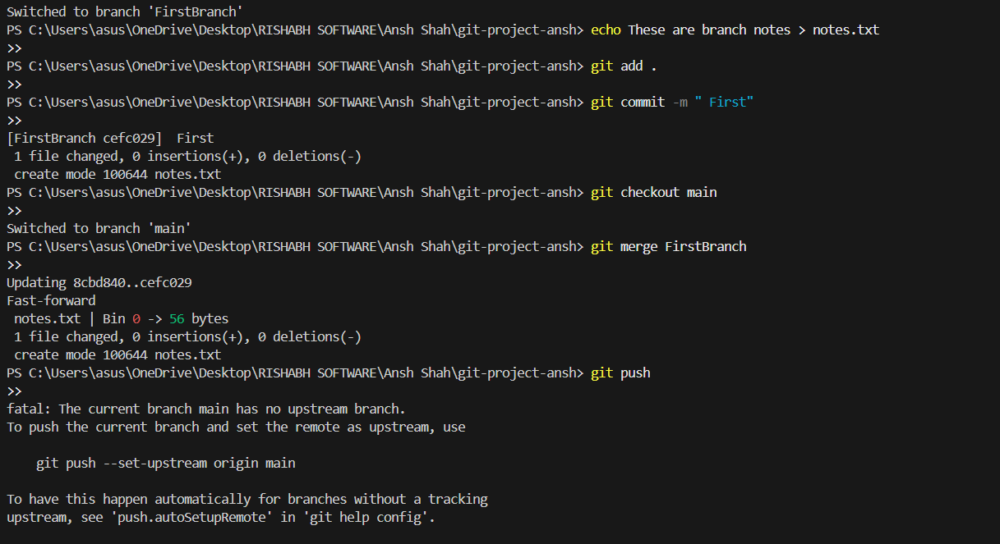 Switched to branch 'FirstBranch'
PS C:\Users\asus\OneDrive\Desktop\RISHABH SOFTWARE\Ansh Shah\git-project-ansh> echo These are branch notes > notes.txt
>>
PS C:\Users\asus\OneDrive\Desktop\RISHABH SOFTWARE\Ansh Shah\git-project-ansh> git add .
>>
PS C:\Users\asus\OneDrive\Desktop\RISHABH SOFTWARE\Ansh Shah\git-project-ansh> git commit -m " First"
>>
[FirstBranch cefc029]  First
 1 file changed, 0 insertions(+), 0 deletions(-)
 create mode 100644 notes.txt
PS C:\Users\asus\OneDrive\Desktop\RISHABH SOFTWARE\Ansh Shah\git-project-ansh> git checkout main
>>
Switched to branch 'main'
PS C:\Users\asus\OneDrive\Desktop\RISHABH SOFTWARE\Ansh Shah\git-project-ansh> git merge FirstBranch
>>
Updating 8cbd840..cefc029
Fast-forward
 notes.txt | Bin 0 -> 56 bytes
 1 file changed, 0 insertions(+), 0 deletions(-)
 create mode 100644 notes.txt
PS C:\Users\asus\OneDrive\Desktop\RISHABH SOFTWARE\Ansh Shah\git-project-ansh> git push
>>
fatal: The current branch main has no upstream branch.
To push the current branch and set the remote as upstream, use

    git push --set-upstream origin main

To have this happen automatically for branches without a tracking
upstream, see 'push.autoSetupRemote' in 'git help config'.